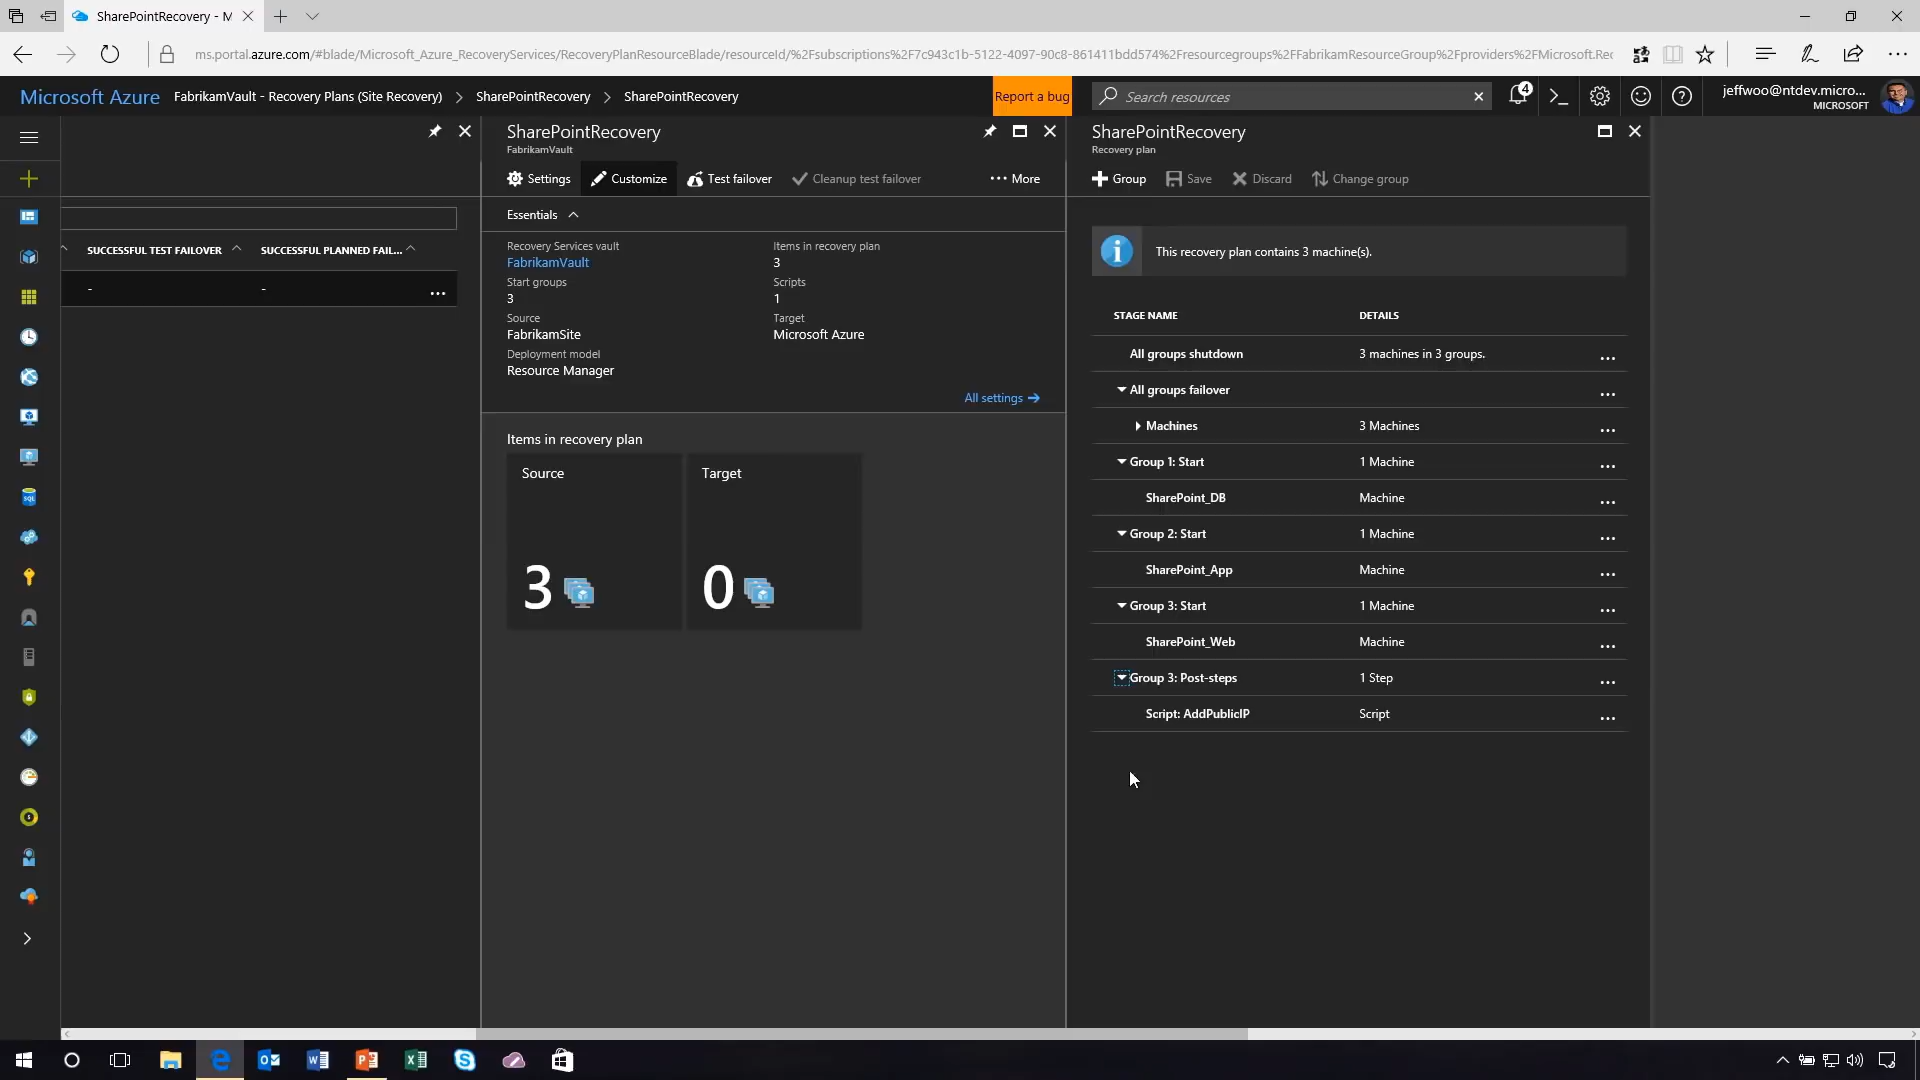 SharePointRecovery - M
ms.portal.azure.com/#blade/Microsoft_Azure_RecoveryServices/RecoveryPlanResourceBlade/resourceId/%2Fsubscriptions%2F7c943c1b-5122-4097-90c8-861411bdd574%2Fresourcegroups%2FFabrikamResourceGroup%2Fproviders%2FMicrosoft.Rec
Microsoft Azure FabrikamVault - Recovery Plans (Site Recovery) > SharePointRecovery > SharePointRecovery
Report a bug
Search resources
4
jeffwoo@ntdev.micro...
MICROSOFT
SUCCESSFUL TEST FAILOVER
SUCCESSFUL PLANNED FAIL...
-
-
...
SharePointRecovery
FabrikamVault
Settings
Customize
Test failover
Cleanup test failover
More
Essentials
Recovery Services vault
FabrikamVault
Start groups
3
Source
FabrikamSite
Deployment model
Resource Manager
Items in recovery plan
3
Scripts
1
Target
Microsoft Azure
All settings
Items in recovery plan
Source
3
Target
0
SharePointRecovery
Recovery plan
Group
Save
Discard
Change group
This recovery plan contains 3 machine(s).
STAGE NAME DETAILS
All groups shutdown 3 machines in 3 groups. ...
All groups failover ...
Machines 3 Machines ...
Group 1: Start 1 Machine ...
SharePoint_DB Machine ...
Group 2: Start 1 Machine ...
SharePoint_App Machine ...
Group 3: Start 1 Machine ...
SharePoint_Web Machine ...
Group 3: Post-steps 1 Step ...
Script: AddPublicIP Script ...